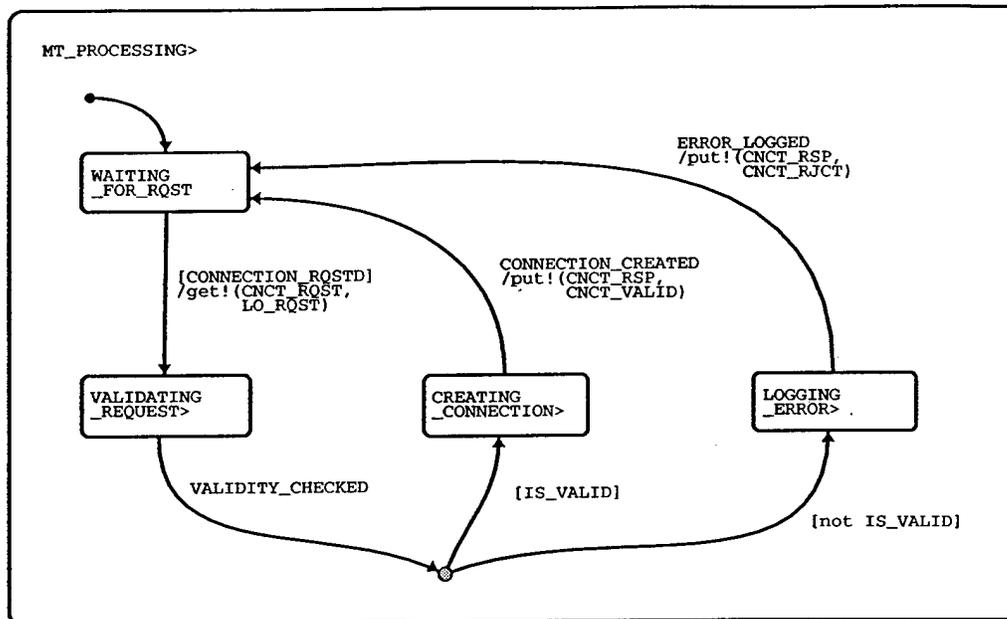 MT_PROCESSING>
ERROR_LOGGED
/put!(CNCT_RSP,
CNCT_RJCT)
WAITING
_FOR_RQST
[CONNECTION_RQSTD]
/get!(CNCT_RQST,
LO_RQST)
CONNECTION_CREATED
/put!(CNCT_RSP,
CNCT_VALID)
VALIDATING
_REQUEST>
CREATING
_CONNECTION>
LOGGING
_ERROR>
VALIDITY_CHECKED
[IS_VALID]
[not IS_VALID]